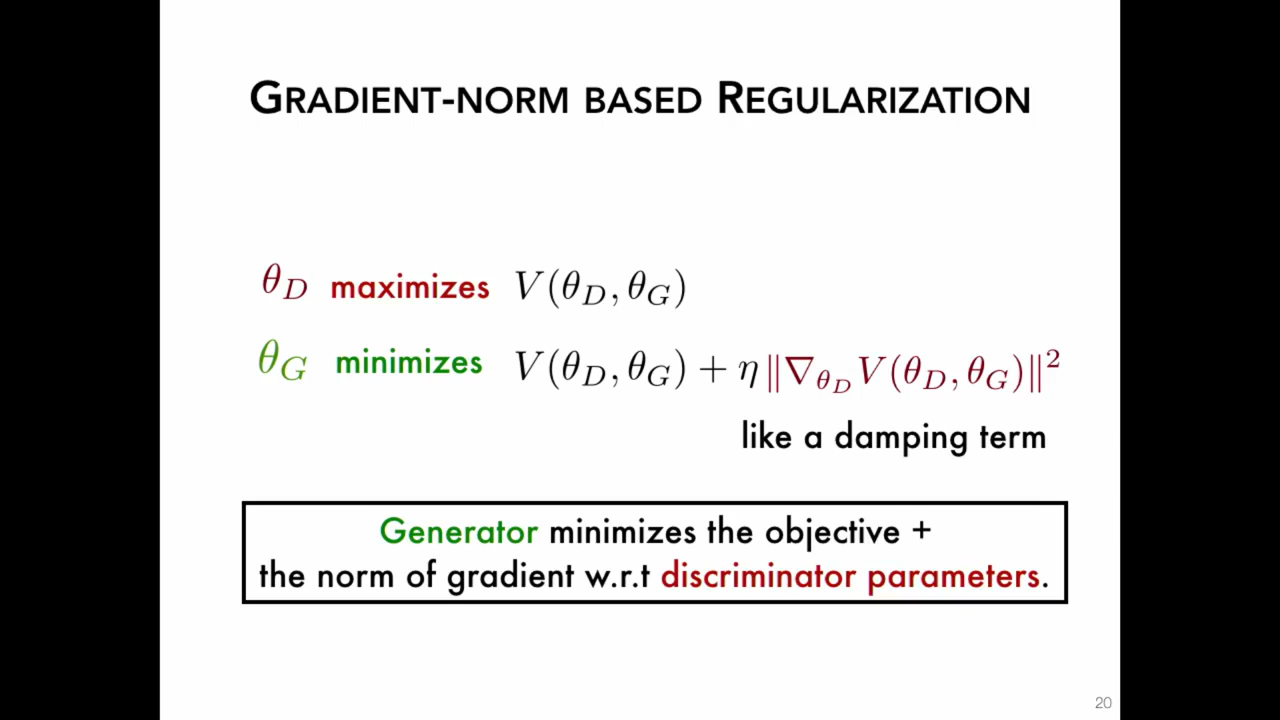 GRADIENT-NORM BASED REGULARIZATION
θ_D maximizes V(θ_D, θ_G)
θ_G minimizes V(θ_D, θ_G) + η‖∇_{θ_D} V(θ_D, θ_G)‖²
like a damping term
Generator minimizes the objective +
the norm of gradient w.r.t discriminator parameters.
20